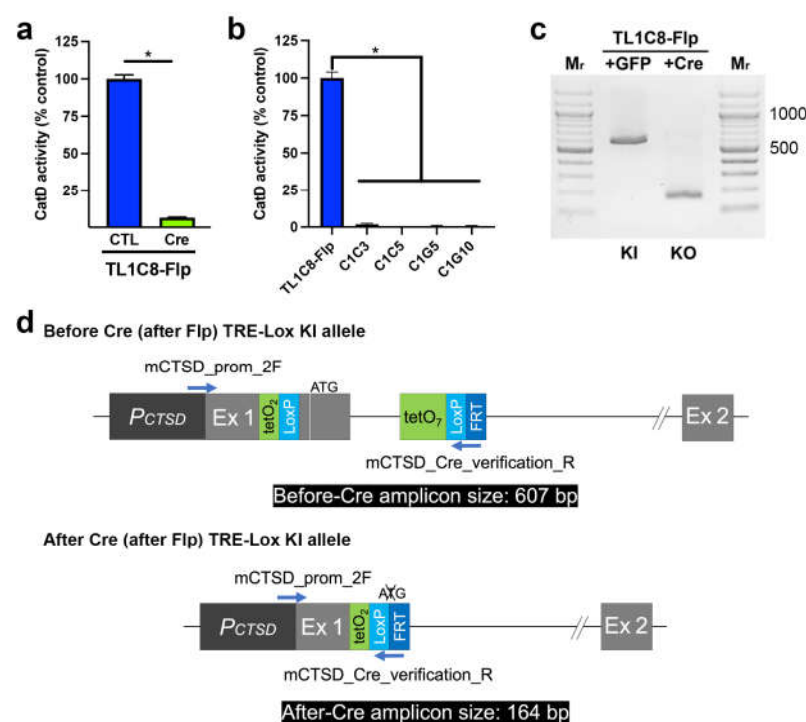 a
CatD activity (% control)
125
100
75
50
25
*
CTL
Cre
TL1C8-Flp
b
CatD activity (% control)
125
100
75
50
25
0
*
TL1C8-Flp
C1C3
C1C5
C1G5
C1G10
c
TL1C8-Flp
Mr +GFP +Cre Mr
1000
500
KI KO
d
Before Cre (after Flp) TRE-Lox KI allele
mCTSD_prom_2F
ATG
PCTSD Ex 1 tetO2 LoxP tetO7 LoxP FRT // Ex 2
mCTSD_Cre_verification_R
Before-Cre amplicon size: 607 bp
After Cre (after Flp) TRE-Lox KI allele
mCTSD_prom_2F
ATG
PCTSD Ex 1 tetO2 LoxP FRT // Ex 2
mCTSD_Cre_verification_R
After-Cre amplicon size: 164 bp